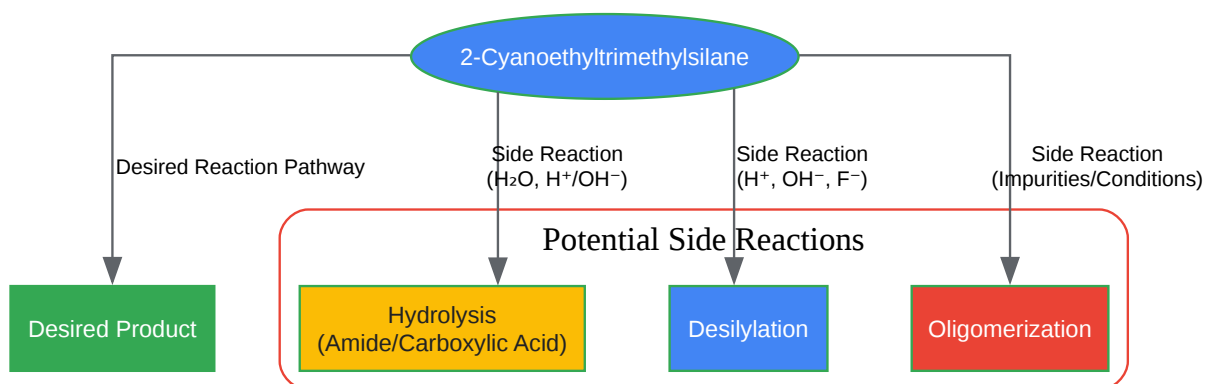 2-Cyanoethyltrimethylsilane
Desired Reaction Pathway
Side Reaction
(H₂O, H⁺/OH⁻)
Side Reaction
(H⁺, OH⁻, F⁻)
Side Reaction
(Impurities/Conditions)
Potential Side Reactions
Desired Product
Hydrolysis
(Amide/Carboxylic Acid)
Desilylation
Oligomerization